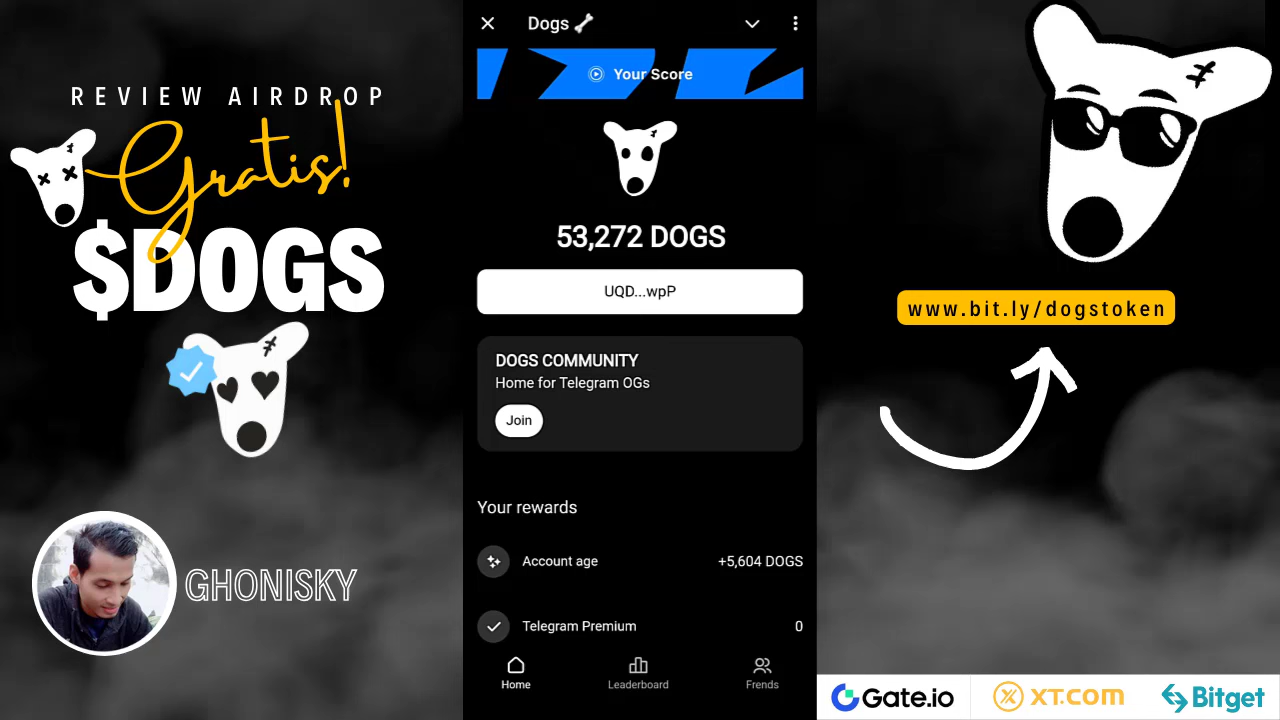 REVIEW AIRDROP
Gratis!
$DOGS
GHONISKY
Dogs
Your Score
53,272 DOGS
UQD...wpP
DOGS COMMUNITY
Home for Telegram OGs
Join
Your rewards
Account age +5,604 DOGS
Telegram Premium 0
Home Leaderboard Frends
www.bit.ly/dogstoken
Gate.io XT.COM Bitget